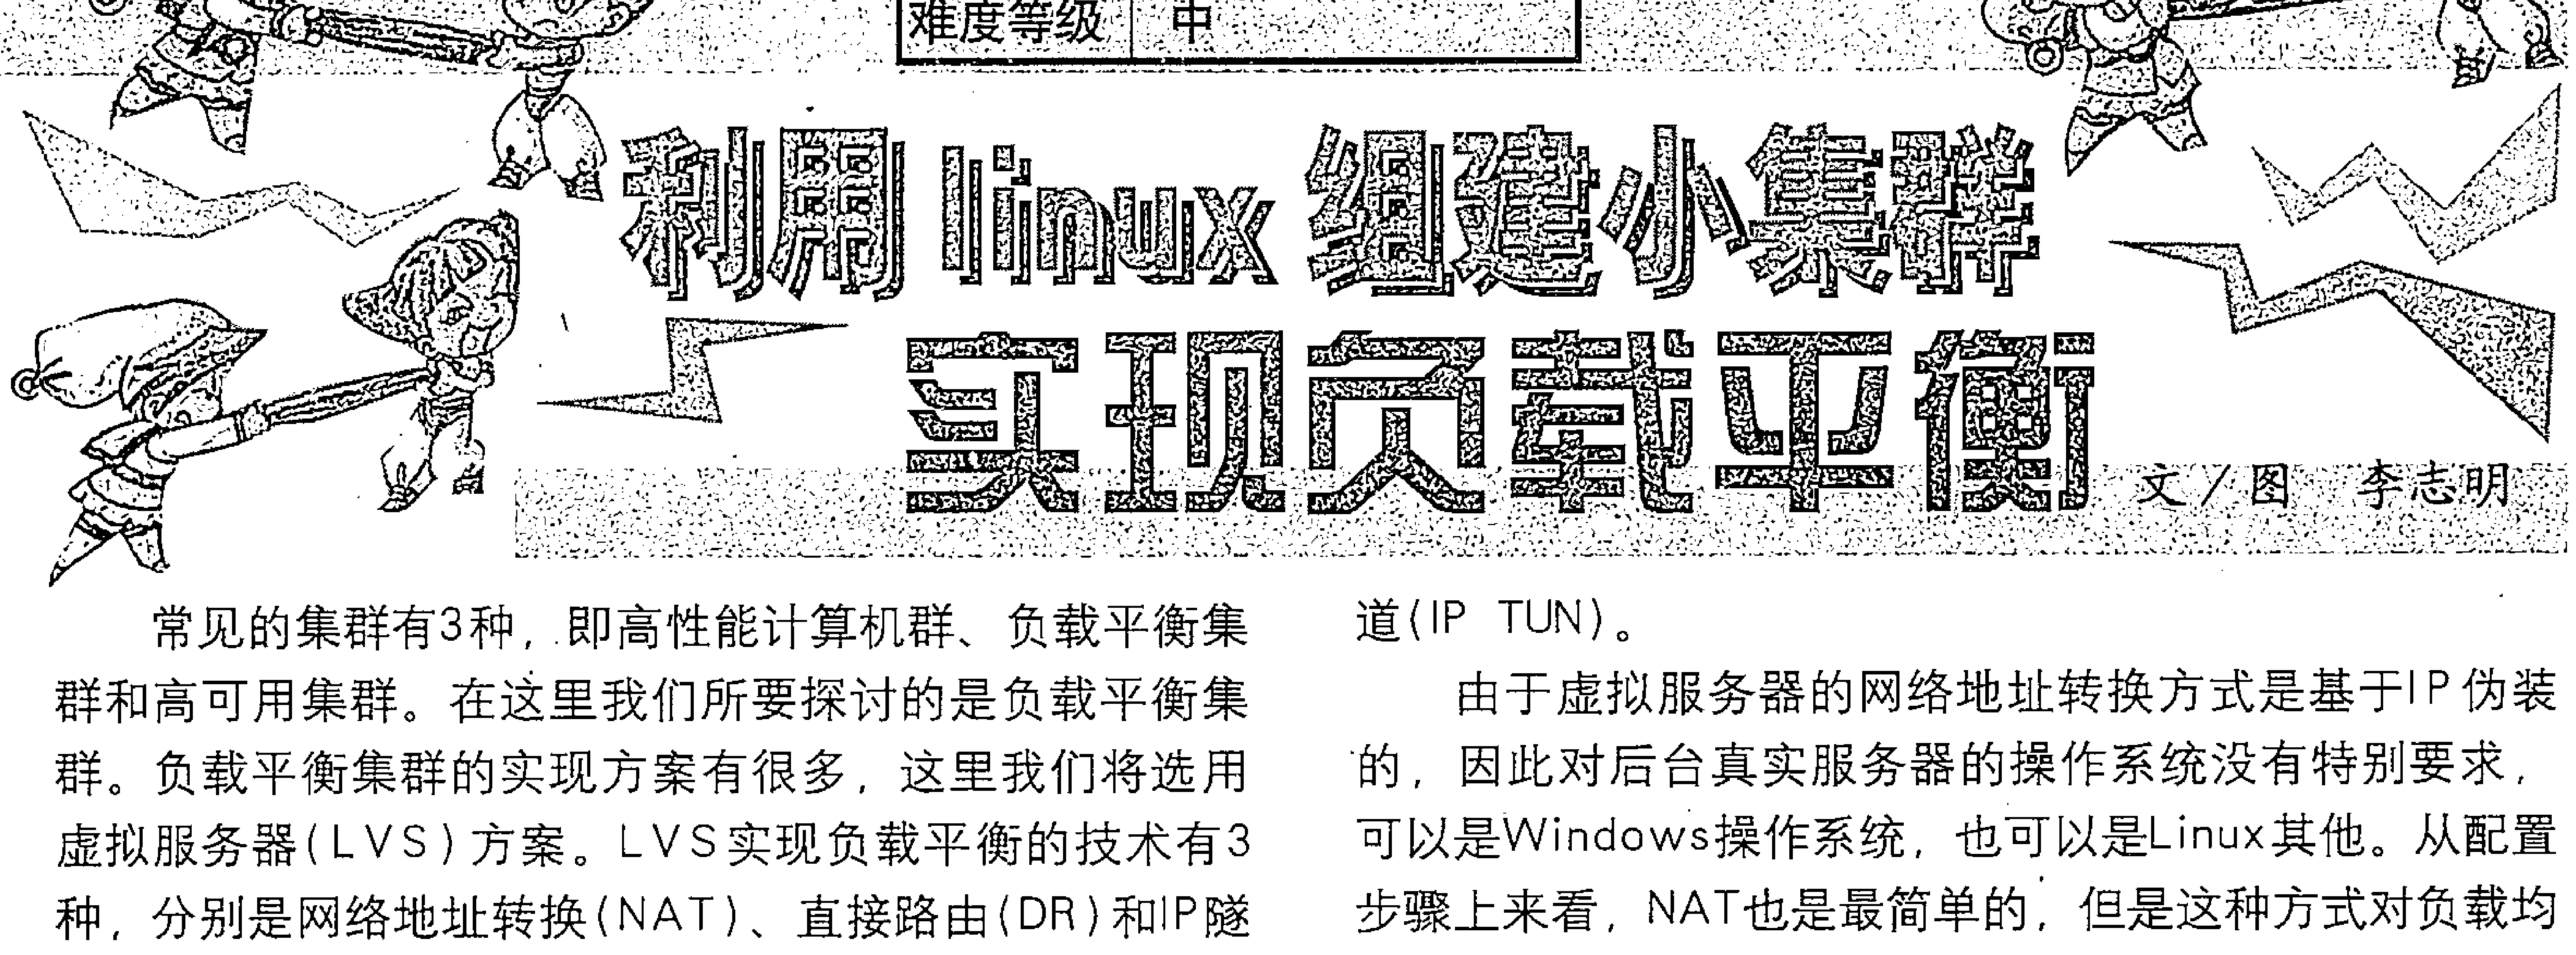 难度等级 中
利用 linux 组建小集群
实现负载平衡
文/图 李志明
常见的集群有3种，即高性能计算机群、负载平衡集
群和高可用集群。在这里我们所要探讨的是负载平衡集
群。负载平衡集群的实现方案有很多，这里我们将选用
虚拟服务器(LVS)方案。LVS实现负载平衡的技术有3
种，分别是网络地址转换(NAT)、直接路由(DR)和IP隧
道(IP TUN)。
由于虚拟服务器的网络地址转换方式是基于IP伪装
的，因此对后台真实服务器的操作系统没有特别要求，
可以是Windows操作系统，也可以是Linux其他。从配置
步骤上来看，NAT也是最简单的，但是这种方式对负载均